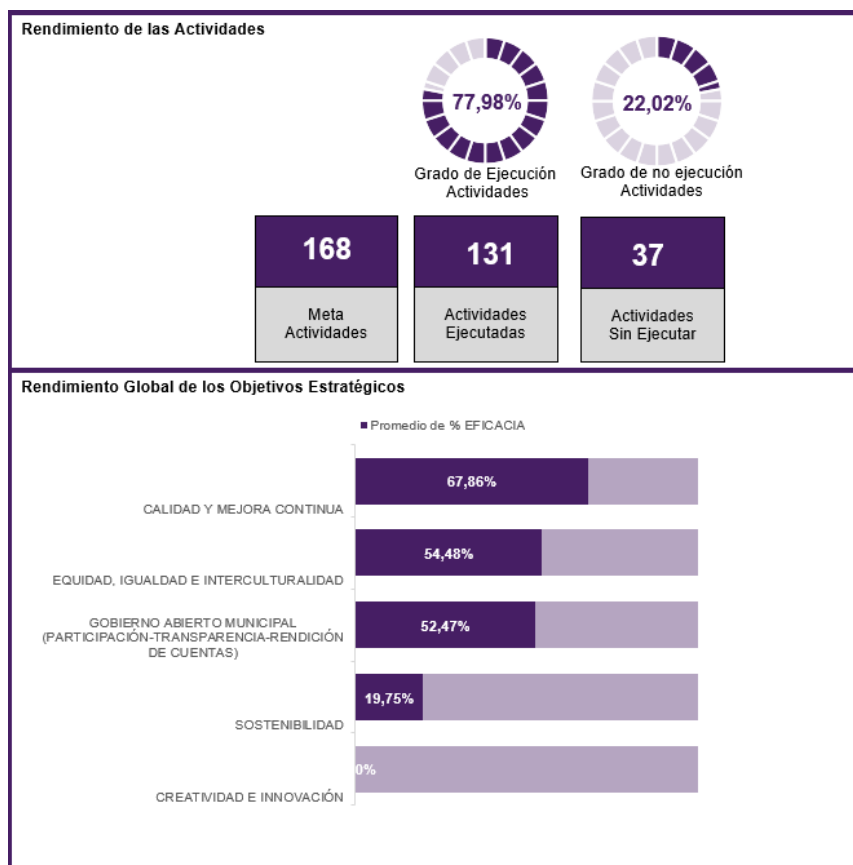 Rendimiento de las Actividades
77,98%
22,02%
Grado de Ejecución
Actividades
Grado de no ejecución
Actividades
168
131
37
Meta
Actividades
Actividades
Ejecutadas
Actividades
Sin Ejecutar
Rendimiento Global de los Objetivos Estratégicos
Promedio de % EFICACIA
67,86%
CALIDAD Y MEJORA CONTINUA
54,48%
EQUIDAD, IGUALDAD E INTERCULTURALIDAD
52,47%
GOBIERNO ABIERTO MUNICIPAL
(PARTICIPACIÓN-TRANSPARENCIA-RENDICIÓN
DE CUENTAS)
19,75%
SOSTENIBILIDAD
0%
CREATIVIDAD E INNOVACIÓN